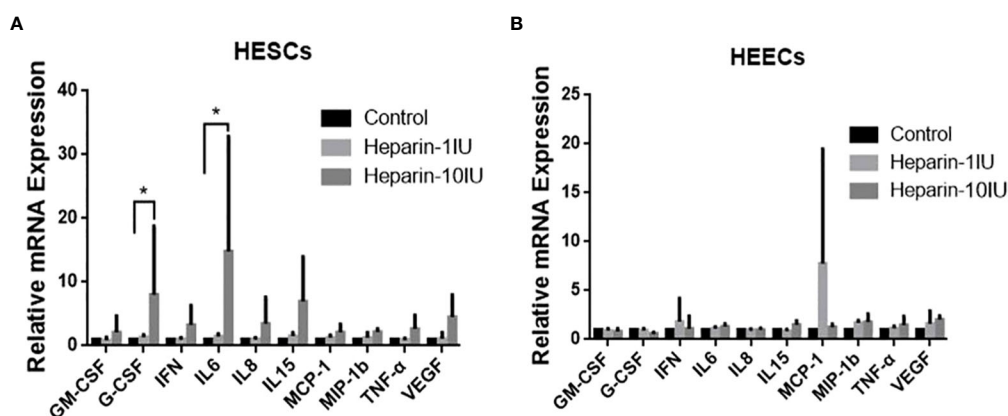 A
HESCs
Relative mRNA Expression
40
30
20
10
0
*
*
Control
Heparin-1IU
Heparin-10IU
GM-CSF
G-CSF
IFN
IL6
IL8
IL15
MCP-1
MIP-1b
TNF-α
VEGF
B
HEECs
Relative mRNA Expression
25
20
15
10
5
0
Control
Heparin-1IU
Heparin-10IU
GM-CSF
G-CSF
IFN
IL6
IL8
IL15
MCP-1
MIP-1b
TNF-α
VEGF